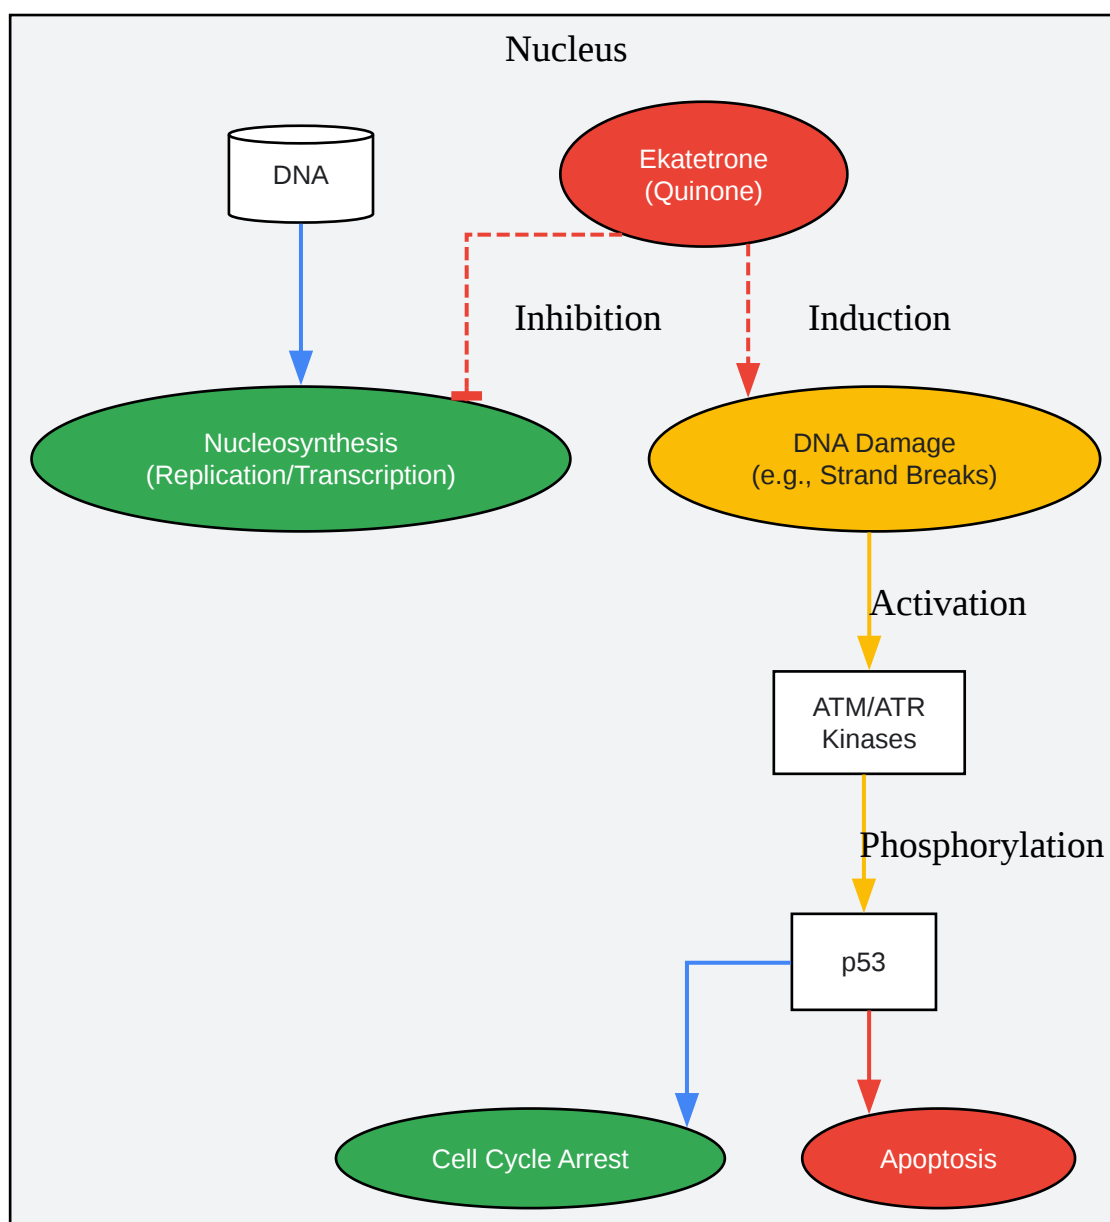 Nucleus
DNA
Ekatetrone
(Quinone)
Inhibition
Induction
Nucleosynthesis
(Replication/Transcription)
DNA Damage
(e.g., Strand Breaks)
Activation
ATM/ATR
Kinases
Phosphorylation
p53
Cell Cycle Arrest
Apoptosis